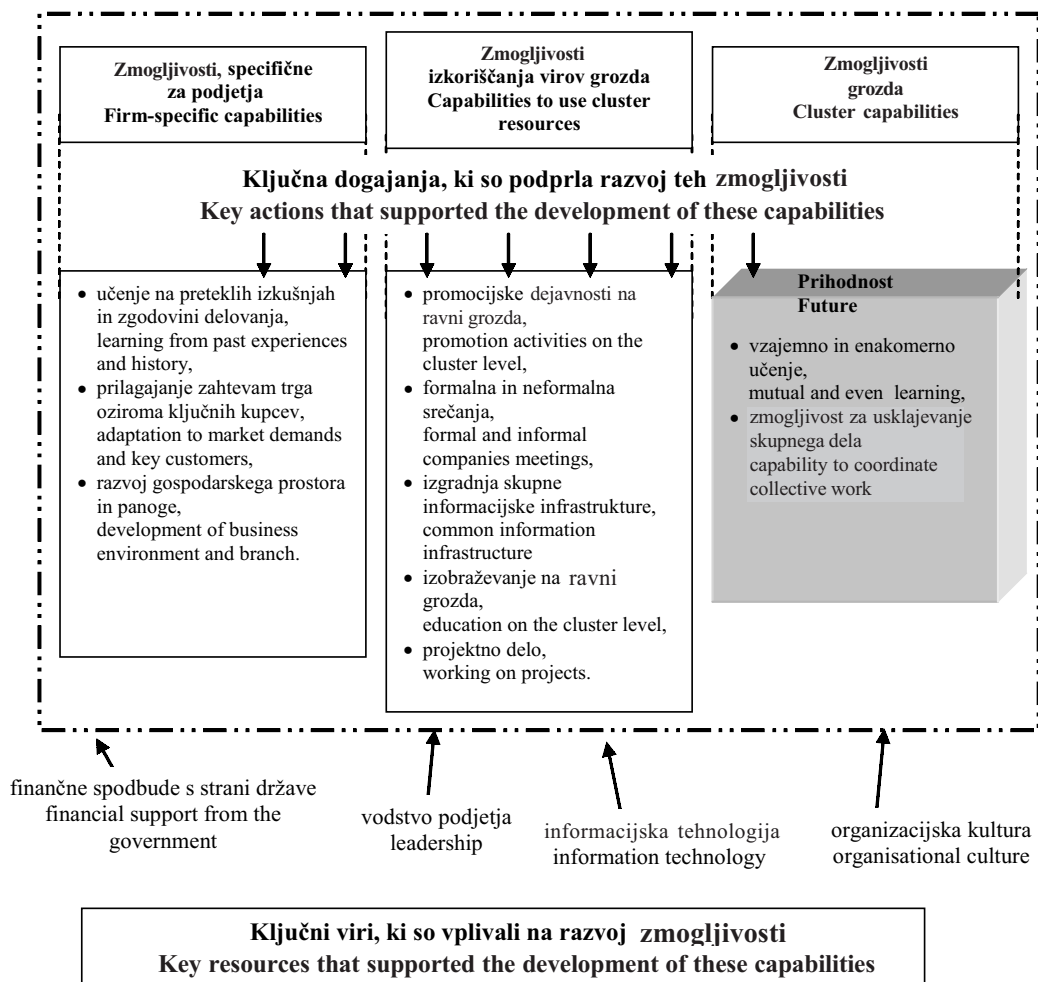 Zmogljivosti, specifične
za podjetja
Firm-specific capabilities
Zmogljivosti
izkoriščanja virov grozda
Capabilities to use cluster
resources
Zmogljivosti
grozda
Cluster capabilities
Ključna dogajanja, ki so podprla razvoj teh zmogljivosti
Key actions that supported the development of these capabilities
• učenje na preteklih izkušnjah
in zgodovini delovanja,
learning from past experiences
and history,
• prilagajanje zahtevam trga
oziroma ključnih kupcev,
adaptation to market demands
and key customers,
• razvoj gospodarskega prostora
in panoge,
development of business
environment and branch.
• promocijske dejavnosti na
ravni grozda,
promotion activities on the
cluster level,
• formalna in neformalna
srečanja,
formal and informal
companies meetings,
• izgradnja skupne
informacijske infrastrukture,
common information
infrastructure
• izobraževanje na ravni
grozda,
education on the cluster level,
• projektno delo,
working on projects.
Prihodnost
Future
• vzajemno in enakomerno
učenje,
mutual and even learning,
• zmogljivost za usklajevanje
skupnega dela
capability to coordinate
collective work
finančne spodbude s strani države
financial support from the
government
vodstvo podjetja
leadership
informacijska tehnologija
information technology
organizacijska kultura
organisational culture
Ključni viri, ki so vplivali na razvoj zmogljivosti
Key resources that supported the development of these capabilities